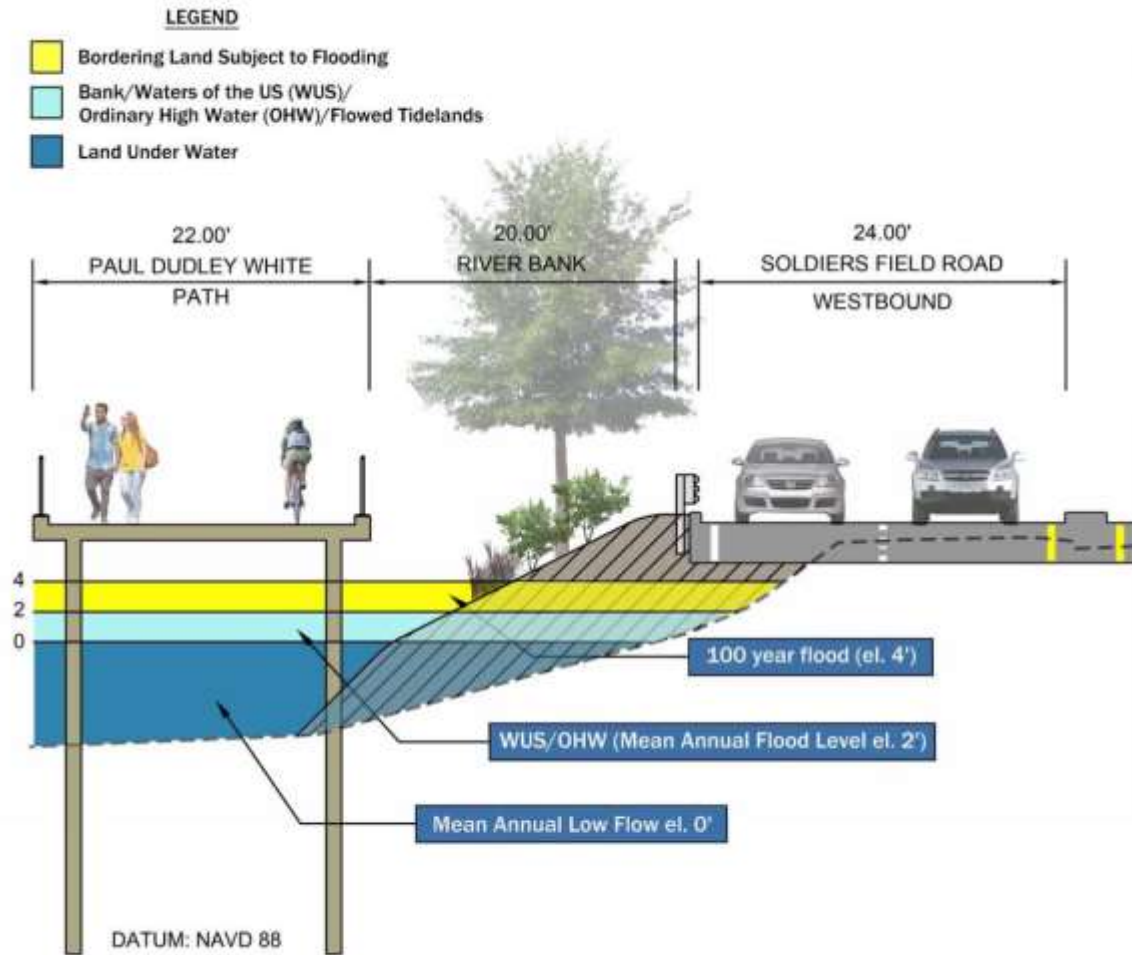 LEGEND
Bordering Land Subject to Flooding
Bank/Waters of the US (WUS)/
Ordinary High Water (OHW)/Flowed Tidelands
Land Under Water
22.00'
PAUL DUDLEY WHITE
PATH
20.00'
RIVER BANK
24.00'
SOLDIERS FIELD ROAD
WESTBOUND
4
2
0
100 year flood (el. 4')
WUS/OHW (Mean Annual Flood Level el. 2')
Mean Annual Low Flow el. 0'
DATUM: NAVD 88